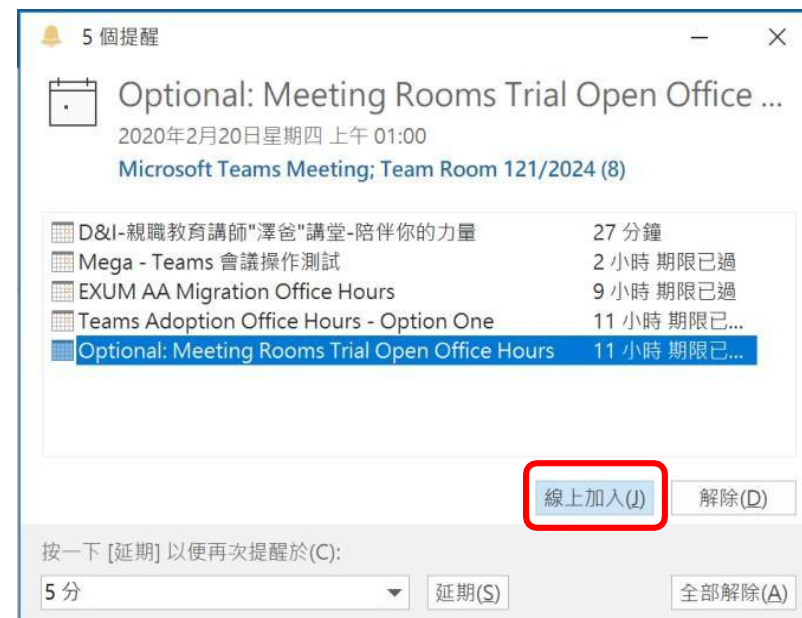 5 個提醒
Optional: Meeting Rooms Trial Open Office ...
2020年2月20日星期四 上午 01:00
Microsoft Teams Meeting; Team Room 121/2024 (8)
D&I-親職教育講師"澤爸"講堂-陪伴你的力量 27 分鐘
Mega - Teams 會議操作測試 2 小時 期限已過
EXUM AA Migration Office Hours 9 小時 期限已過
Teams Adoption Office Hours - Option One 11 小時 期限已...
Optional: Meeting Rooms Trial Open Office Hours 11 小時 期限已...
線上加入(J) 解除(D)
按一下 [延期] 以便再次提醒於(C):
5 分 延期(S) 全部解除(A)